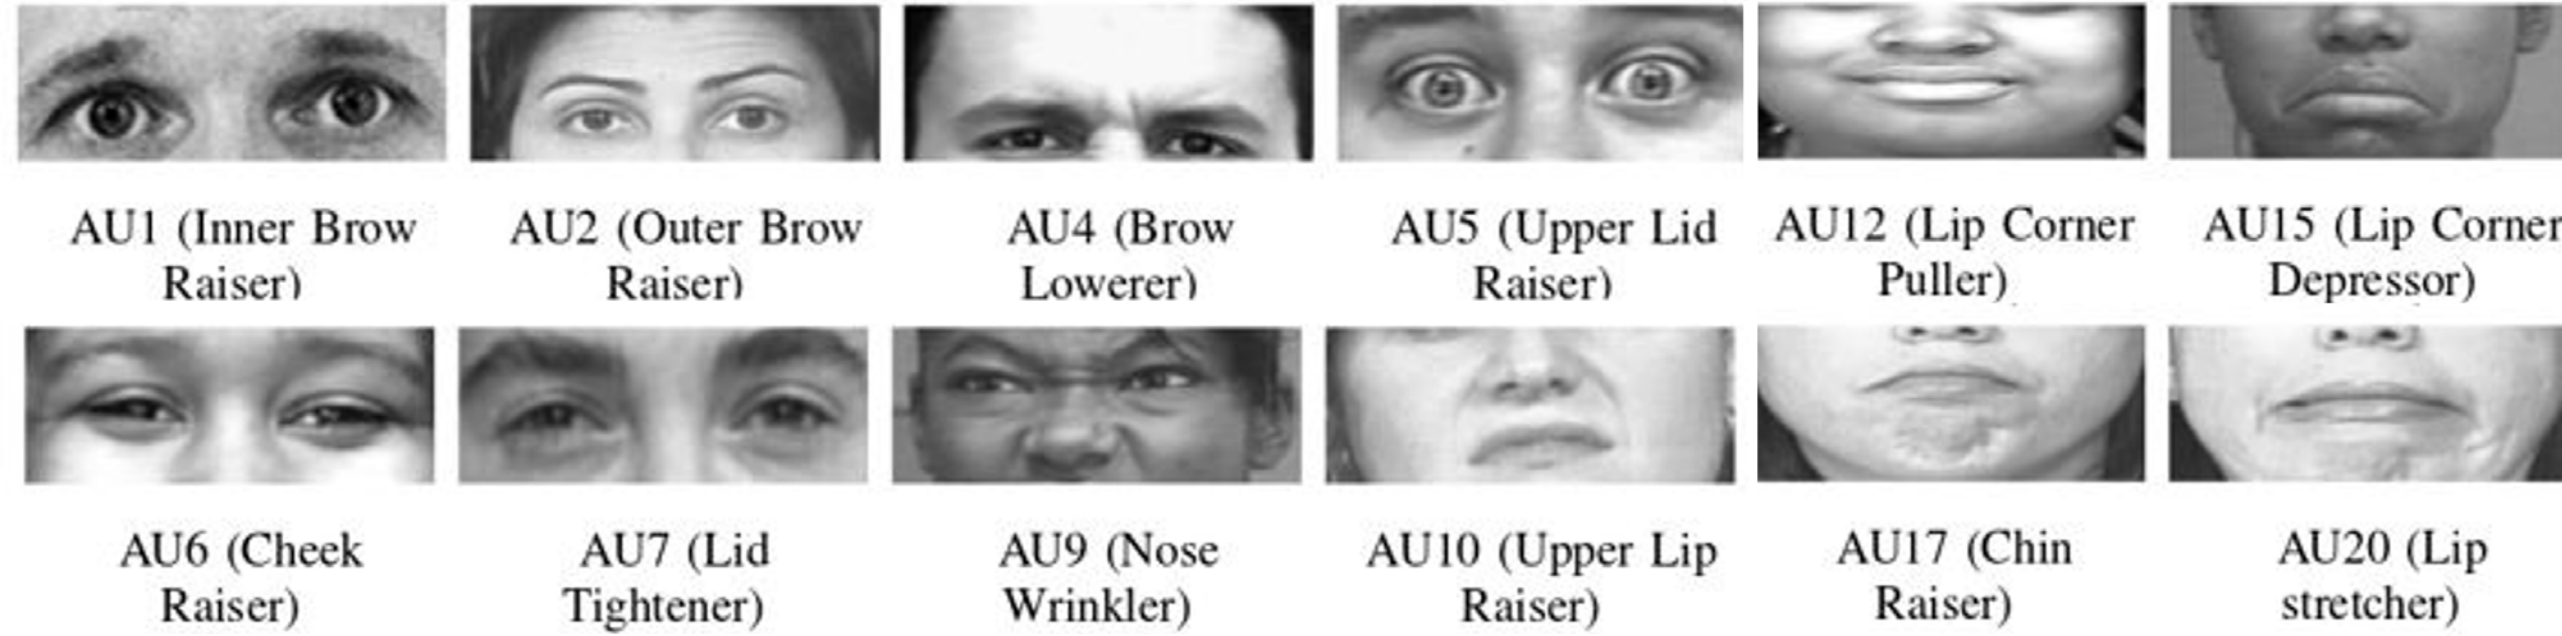 AU1 (Inner Brow
Raiser)
AU2 (Outer Brow
Raiser)
AU4 (Brow
Lowerer)
AU5 (Upper Lid
Raiser)
AU12 (Lip Corner
Puller)
AU15 (Lip Corner
Depressor)
AU6 (Cheek
Raiser)
AU7 (Lid
Tightener)
AU9 (Nose
Wrinkler)
AU10 (Upper Lip
Raiser)
AU17 (Chin
Raiser)
AU20 (Lip
stretcher)